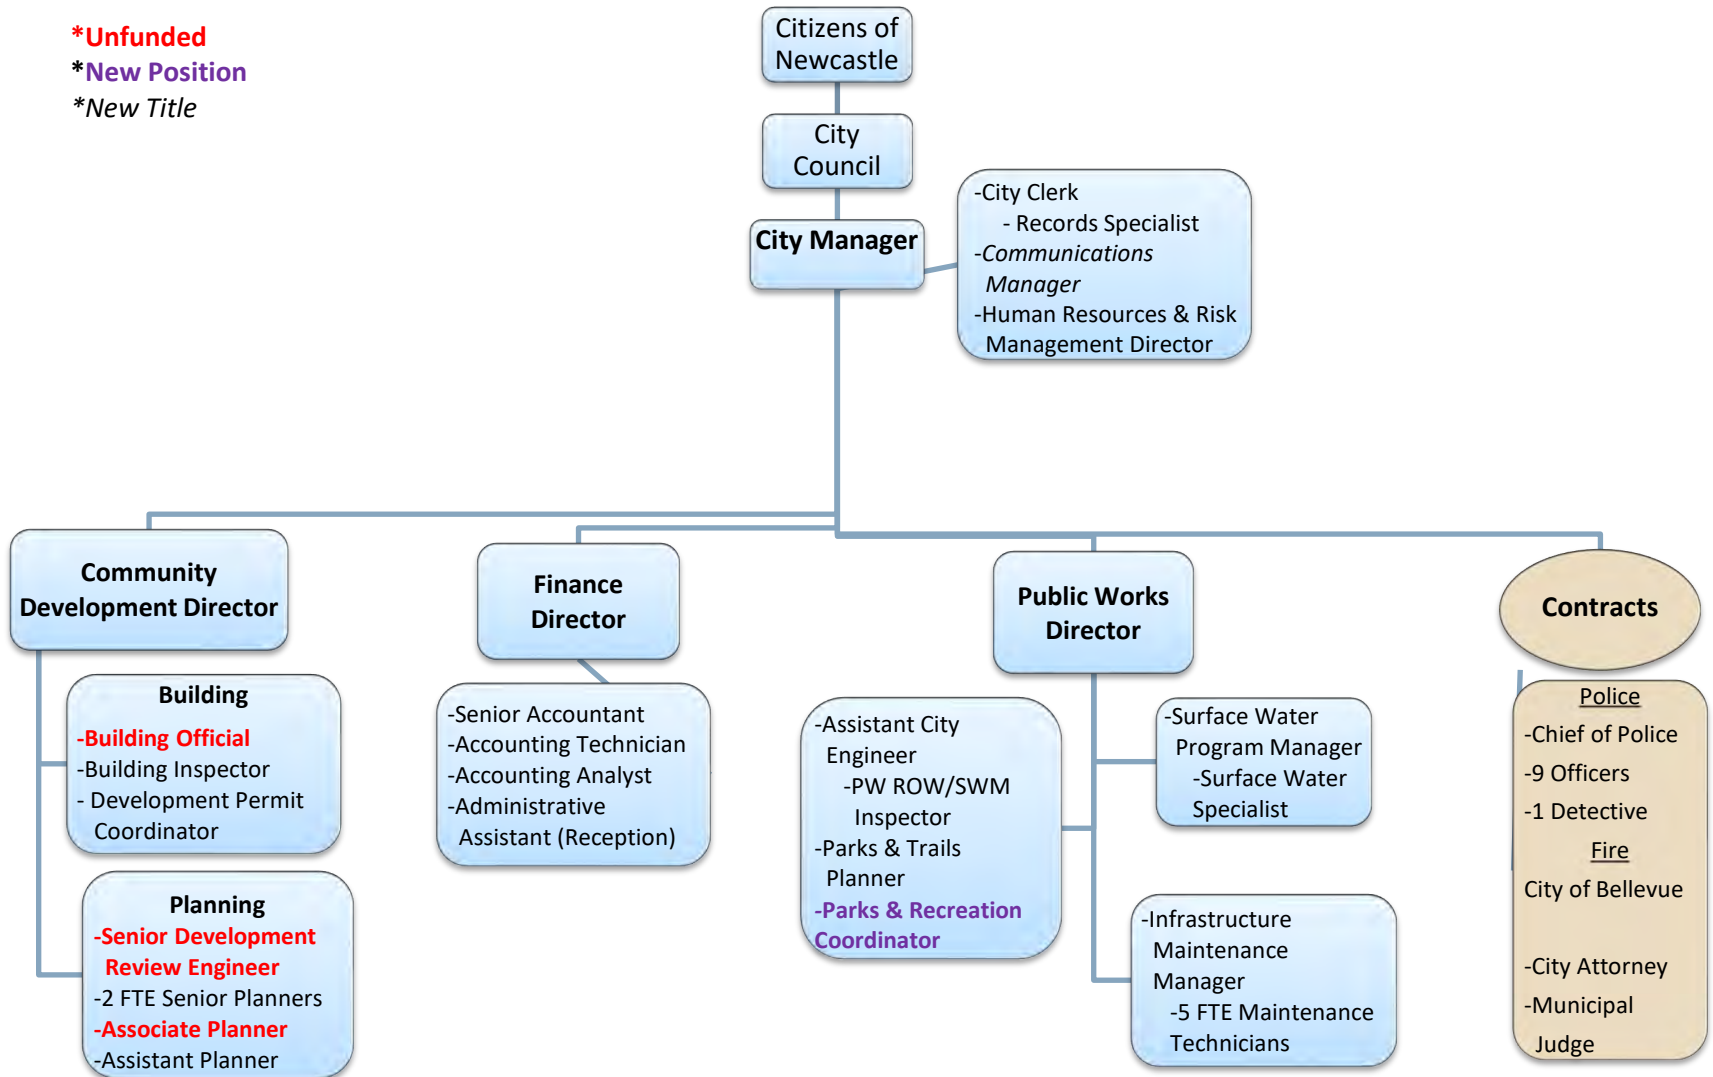 *Unfunded
*New Position
*New Title
Citizens of
Newcastle
City
Council
City Manager
-City Clerk
- Records Specialist
-Communications
Manager
-Human Resources & Risk
Management Director
Community
Development Director
Building
-Building Official
-Building Inspector
- Development Permit
Coordinator
Planning
-Senior Development
Review Engineer
-2 FTE Senior Planners
-Associate Planner
-Assistant Planner
Finance
Director
-Senior Accountant
-Accounting Technician
-Accounting Analyst
-Administrative
Assistant (Reception)
Public Works
Director
-Assistant City
Engineer
-PW ROW/SWM
Inspector
-Parks & Trails
Planner
-Parks & Recreation
Coordinator
-Surface Water
Program Manager
-Surface Water
Specialist
-Infrastructure
Maintenance
Manager
-5 FTE Maintenance
Technicians
Contracts
Police
-Chief of Police
-9 Officers
-1 Detective
Fire
City of Bellevue
-City Attorney
-Municipal
Judge